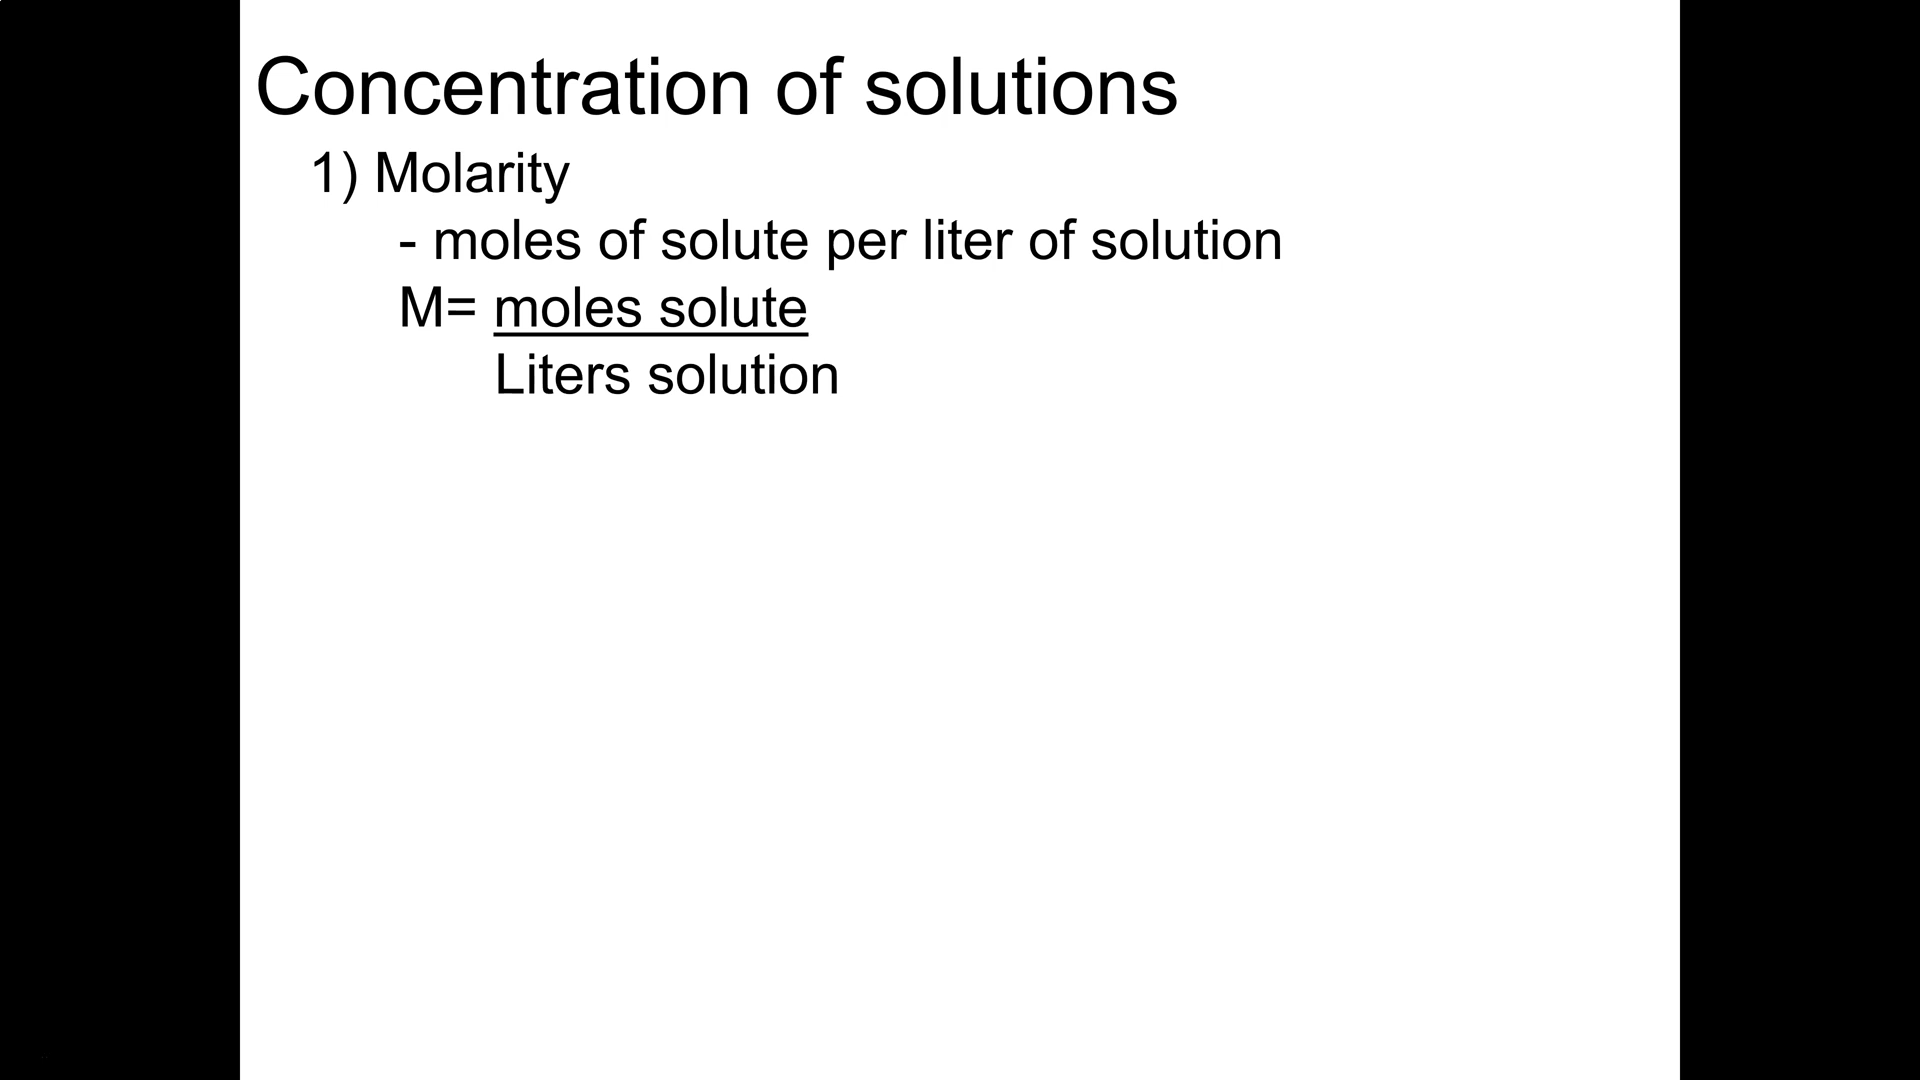 Concentration of solutions
1) Molarity
- moles of solute per liter of solution
M= moles solute
Liters solution